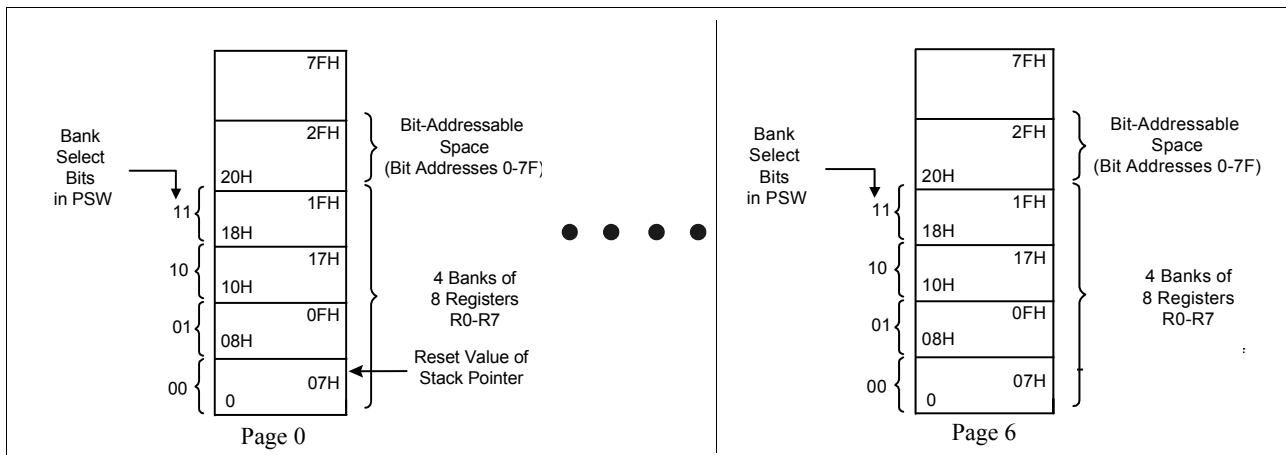 7FH
Bank
Select
Bits
in PSW
2FH
20H
Bit-Addressable
Space
(Bit Addresses 0-7F)
11
1FH
18H
10
17H
10H
01
0FH
08H
00
07H
0
4 Banks of
8 Registers
R0-R7
Reset Value of
Stack Pointer
Page 0
7FH
Bank
Select
Bits
in PSW
2FH
20H
Bit-Addressable
Space
(Bit Addresses 0-7F)
11
1FH
18H
10
17H
10H
01
0FH
08H
00
07H
0
4 Banks of
8 Registers
R0-R7
Page 6